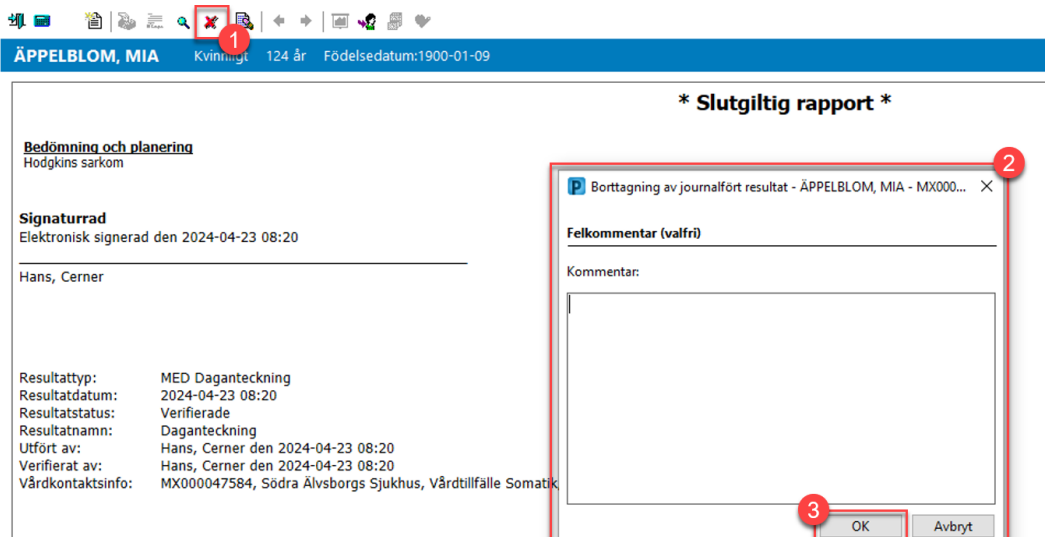 1
ÄPPELBLOM, MIA Kvinnligt 124 år Födelsedatum:1900-01-09
* Slutgiltig rapport *
Bedömning och planering
Hodgkins sarkom
Signaturrad
Elektronisk signerad den 2024-04-23 08:20
Hans, Cerner
Resultattyp: MED Daganteckning
Resultatdatum: 2024-04-23 08:20
Resultatstatus: Verifierade
Resultatnamn: Daganteckning
Utfört av: Hans, Cerner den 2024-04-23 08:20
Verifierat av: Hans, Cerner den 2024-04-23 08:20
Vårdkontaktsinfo: MX000047584, Södra Älvsborgs Sjukhus, Vårdtillfälle Somatik
2
P Borttagning av journalfört resultat - ÄPPELBLOM, MIA - MX000...
Felkommentar (valfri)
Kommentar:
3
OK Avbryt